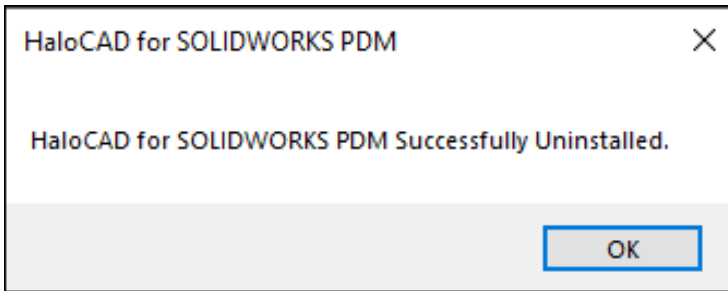 HaloCAD for SOLIDWORKS PDM
HaloCAD for SOLIDWORKS PDM Successfully Uninstalled.
OK